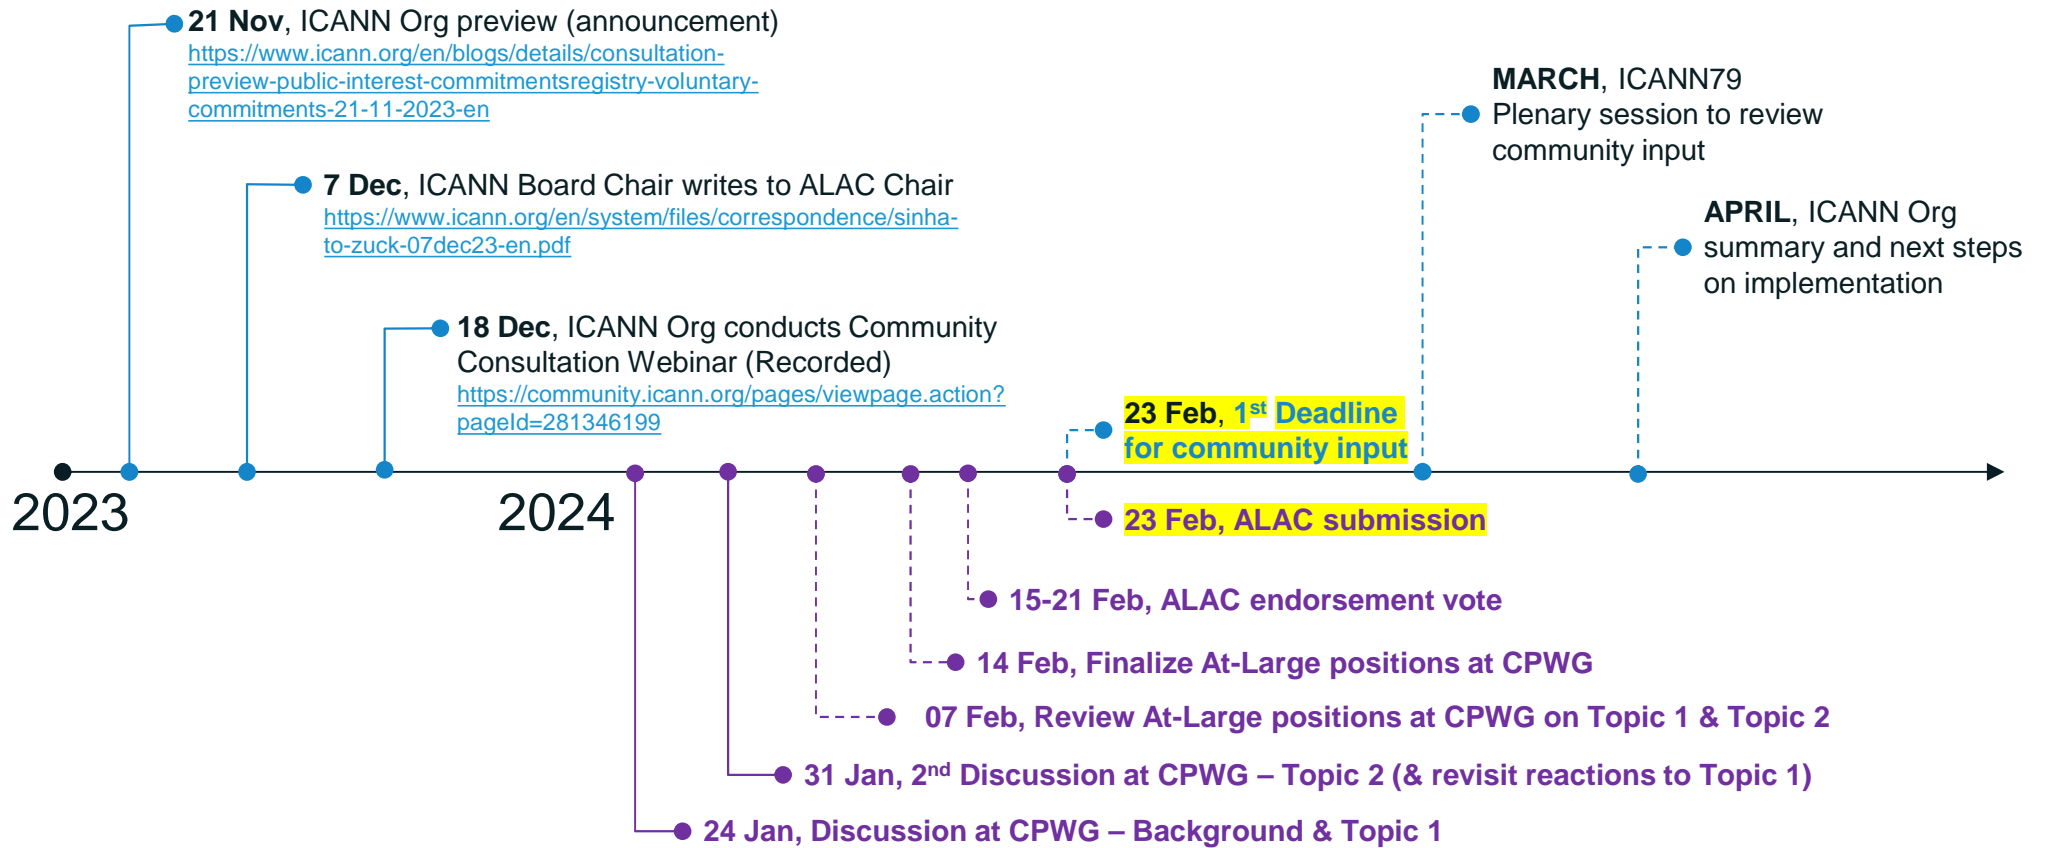 21 Nov, ICANN Org preview (announcement)
https://www.icann.org/en/blogs/details/consultation-
preview-public-interest-commitmentsregistry-voluntary-
commitments-21-11-2023-en
MARCH, ICANN79
Plenary session to review
community input
7 Dec, ICANN Board Chair writes to ALAC Chair
https://www.icann.org/en/system/files/correspondence/sinha-
to-zuck-07dec23-en.pdf
APRIL, ICANN Org
summary and next steps
on implementation
18 Dec, ICANN Org conducts Community
Consultation Webinar (Recorded)
https://community.icann.org/pages/viewpage.action?
pageId=281346199
23 Feb, 1st Deadline
for community input
2023
2024
23 Feb, ALAC submission
15-21 Feb, ALAC endorsement vote
14 Feb, Finalize At-Large positions at CPWG
07 Feb, Review At-Large positions at CPWG on Topic 1 & Topic 2
31 Jan, 2nd Discussion at CPWG – Topic 2 (& revisit reactions to Topic 1)
24 Jan, Discussion at CPWG – Background & Topic 1